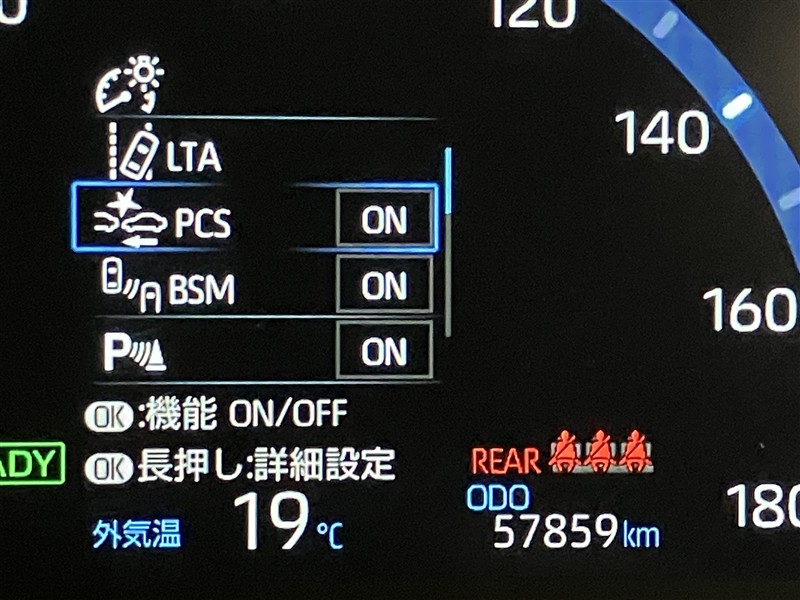 120
140
LTA
PCS ON
BSM ON
160
P ON
OK:機能 ON/OFF
OK長押し:詳細設定
REAR
ODO
180
外気温 19℃
57859km